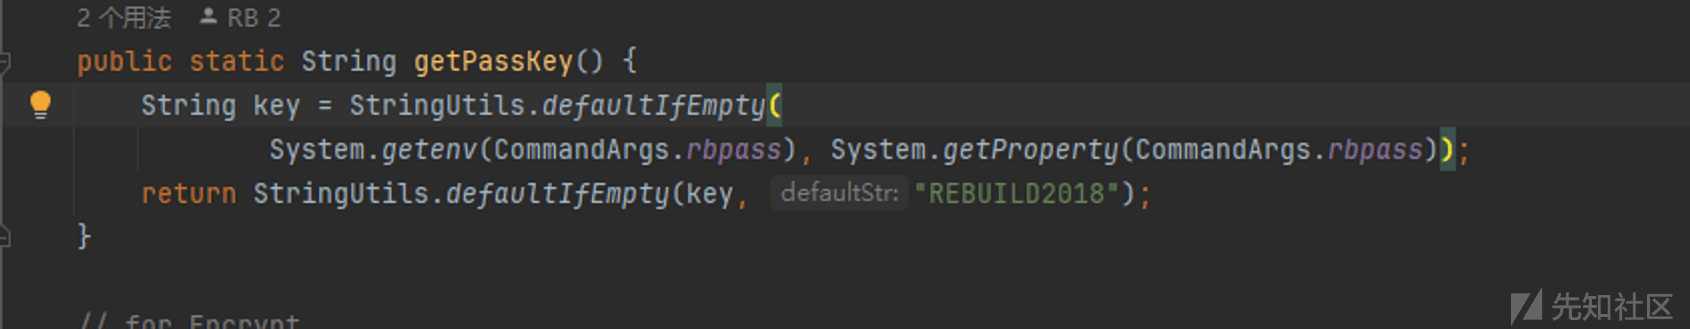 2 个用法 RB 2
public static String getPassKey() {
String key = StringUtils.defaultIfEmpty(
System.getenv(CommandArgs.rbpass), System.getProperty(CommandArgs.rbpass));
return StringUtils.defaultIfEmpty(key, defaultStr: "REBUILD2018");
}
// for Encrypt
先知社区